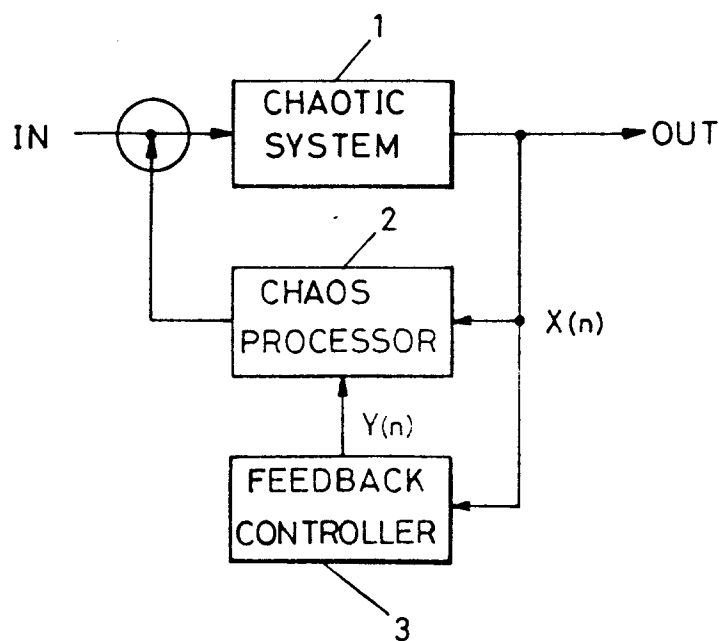 1
CHAOTIC
SYSTEM
IN
OUT
2
CHAOS
PROCESSOR
X(n)
Y(n)
FEEDBACK
CONTROLLER
3